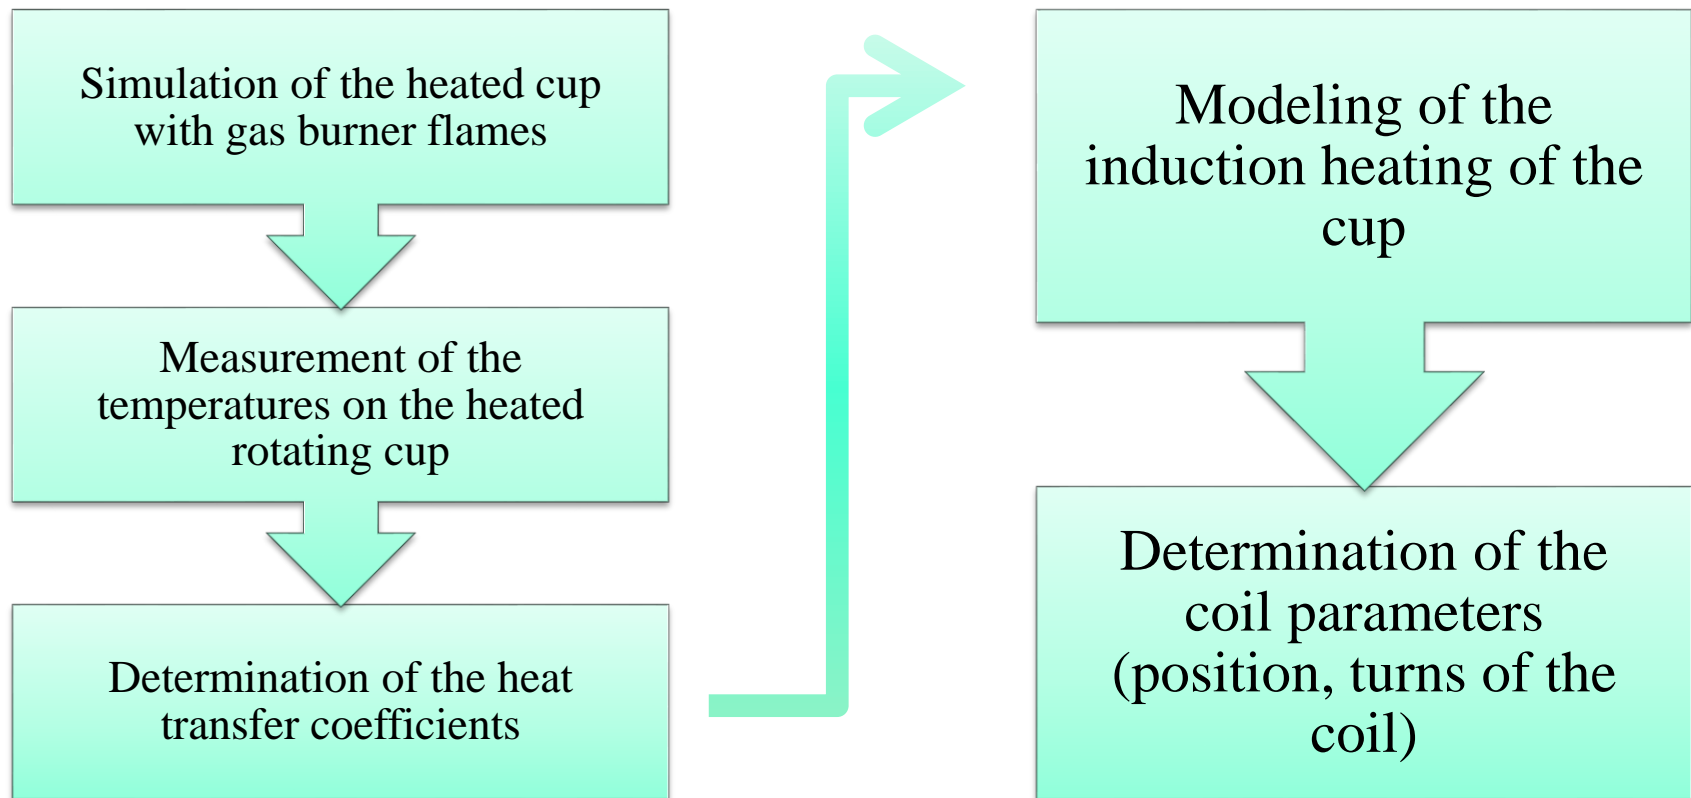 Simulation of the heated cup
with gas burner flames
Measurement of the
temperatures on the heated
rotating cup
Determination of the heat
transfer coefficients
Modeling of the
induction heating of the
cup
Determination of the
coil parameters
(position, turns of the
coil)